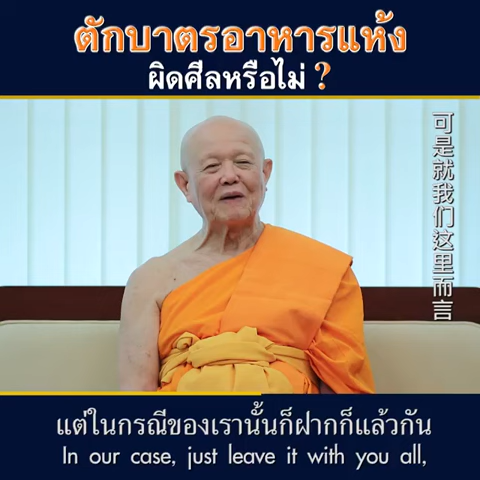 ตักบาตรอาหารแห้ง
ผิดศีลหรือไม่ ?
可是就我们这里而言
แต่ในกรณีของเรานั้นก็ฝากก็แล้วกัน
In our case, just leave it with you all,